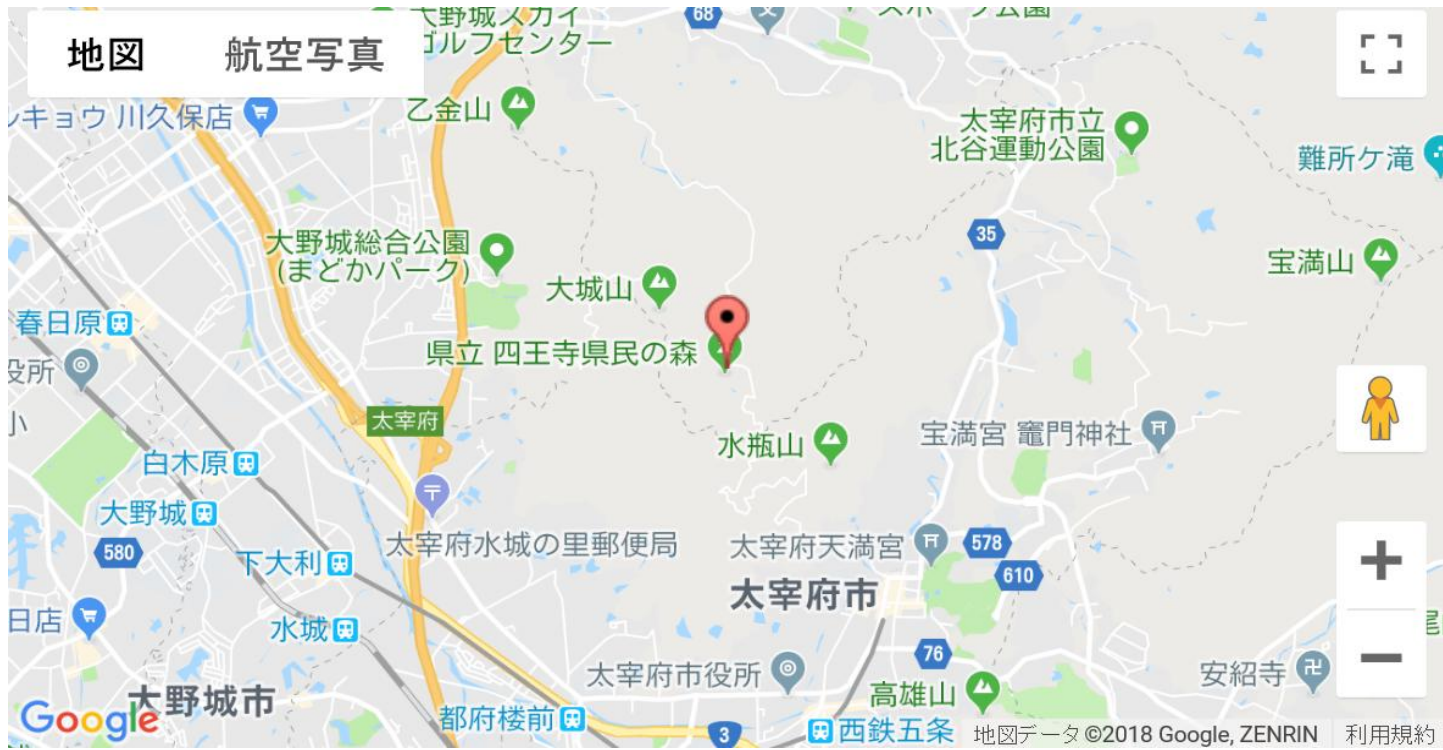 地図 航空写真
大野城スカイ
ゴルフセンター
68
キョウ 川久保店
乙金山
太宰府市立
北谷運動公園
難所ケ滝
35
大野城総合公園
(まどかパーク)
宝満山
大城山
春日原
県立 四王寺県民の森
役所
太宰府
宝満宮 竈門神社
水瓶山
白木原
大野城
580
太宰府水城の里郵便局
太宰府天満宮
578
下大利
610
太宰府市
日店
水城
76
太宰府市役所
安紹寺
高雄山
大野城市
Google
都府楼前
3
西鉄五条
地図データ ©2018 Google, ZENRIN 利用規約